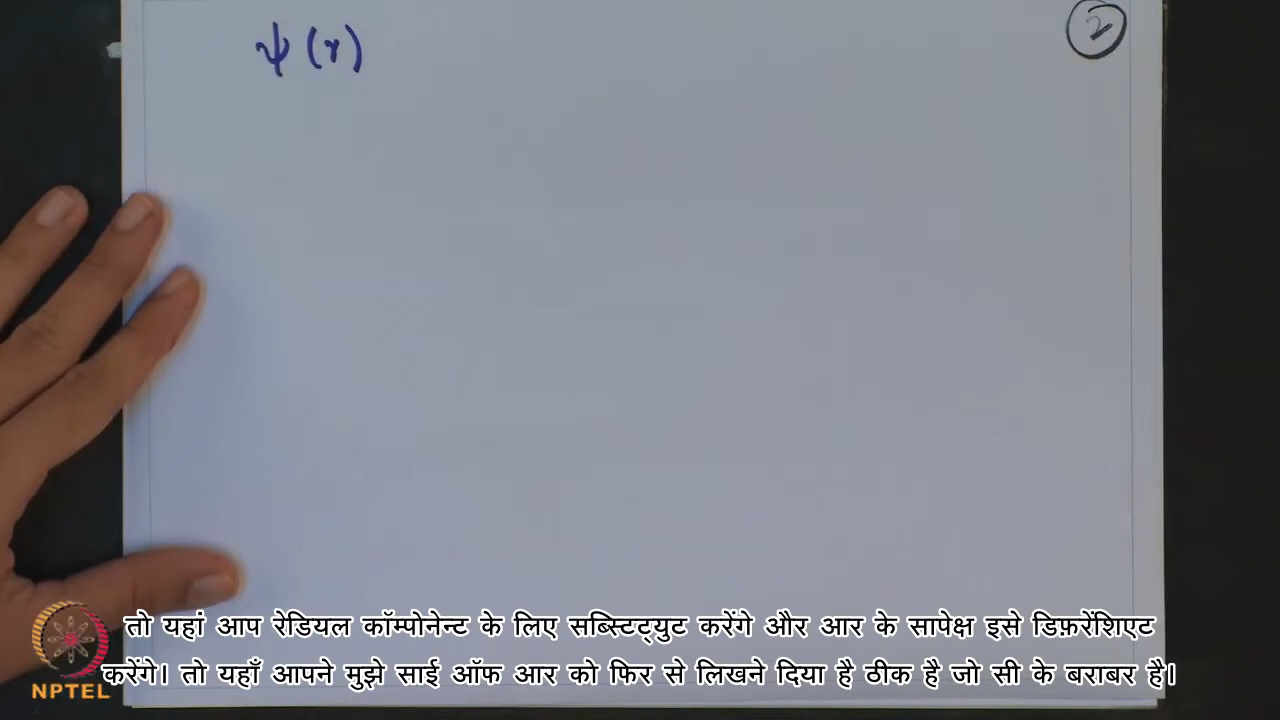 ψ (r)
2
तो यहां आप रेडियल कॉम्पोनेन्ट के लिए सब्स्टिट्युट करेंगे और आर के सापेक्ष इसे डिफ़रेंशिएट
करेंगे। तो यहाँ आपने मुझे साई ऑफ आर को फिर से लिखने दिया है ठीक है जो सी के बराबर है।
NPTEL